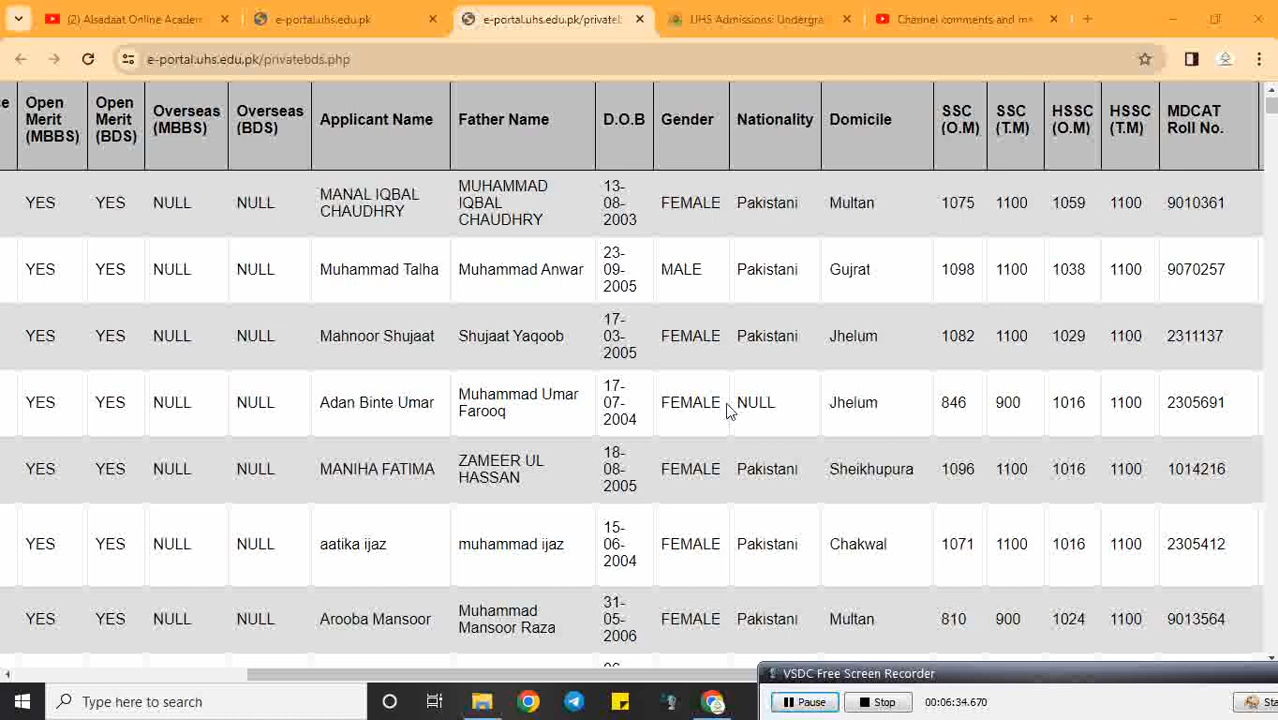 (2) Alsadaat Online Academ
e-portal.uhs.edu.pk
e-portal.uhs.edu.pk/privatebd
UHS Admissions: Undergra
Channel comments and me
e-portal.uhs.edu.pk/privatebds.php
e Open Merit (MBBS) Open Merit (BDS) Overseas (MBBS) Overseas (BDS) Applicant Name Father Name D.O.B Gender Nationality Domicile SSC (O.M) SSC (T.M) HSSC (O.M) HSSC (T.M) MDCAT Roll No.
YES YES NULL NULL MANAL IQBAL CHAUDHRY MUHAMMAD IQBAL CHAUDHRY 13-08-2003 FEMALE Pakistani Multan 1075 1100 1059 1100 9010361
YES YES NULL NULL Muhammad Talha Muhammad Anwar 23-09-2005 MALE Pakistani Gujrat 1098 1100 1038 1100 9070257
YES YES NULL NULL Mahnoor Shujaat Shujaat Yaqoob 17-03-2005 FEMALE Pakistani Jhelum 1082 1100 1029 1100 2311137
YES YES NULL NULL Adan Binte Umar Muhammad Umar Farooq 17-07-2004 FEMALE NULL Jhelum 846 900 1016 1100 2305691
YES YES NULL NULL MANIHA FATIMA ZAMEER UL HASSAN 18-08-2005 FEMALE Pakistani Sheikhupura 1096 1100 1016 1100 1014216
YES YES NULL NULL aatika ijaz muhammad ijaz 15-06-2004 FEMALE Pakistani Chakwal 1071 1100 1016 1100 2305412
YES YES NULL NULL Arooba Mansoor Muhammad Mansoor Raza 31-05-2006 FEMALE Pakistani Multan 810 900 1024 1100 9013564
VSDC Free Screen Recorder
Type here to search
Pause Stop 00:06:34.670 Sta